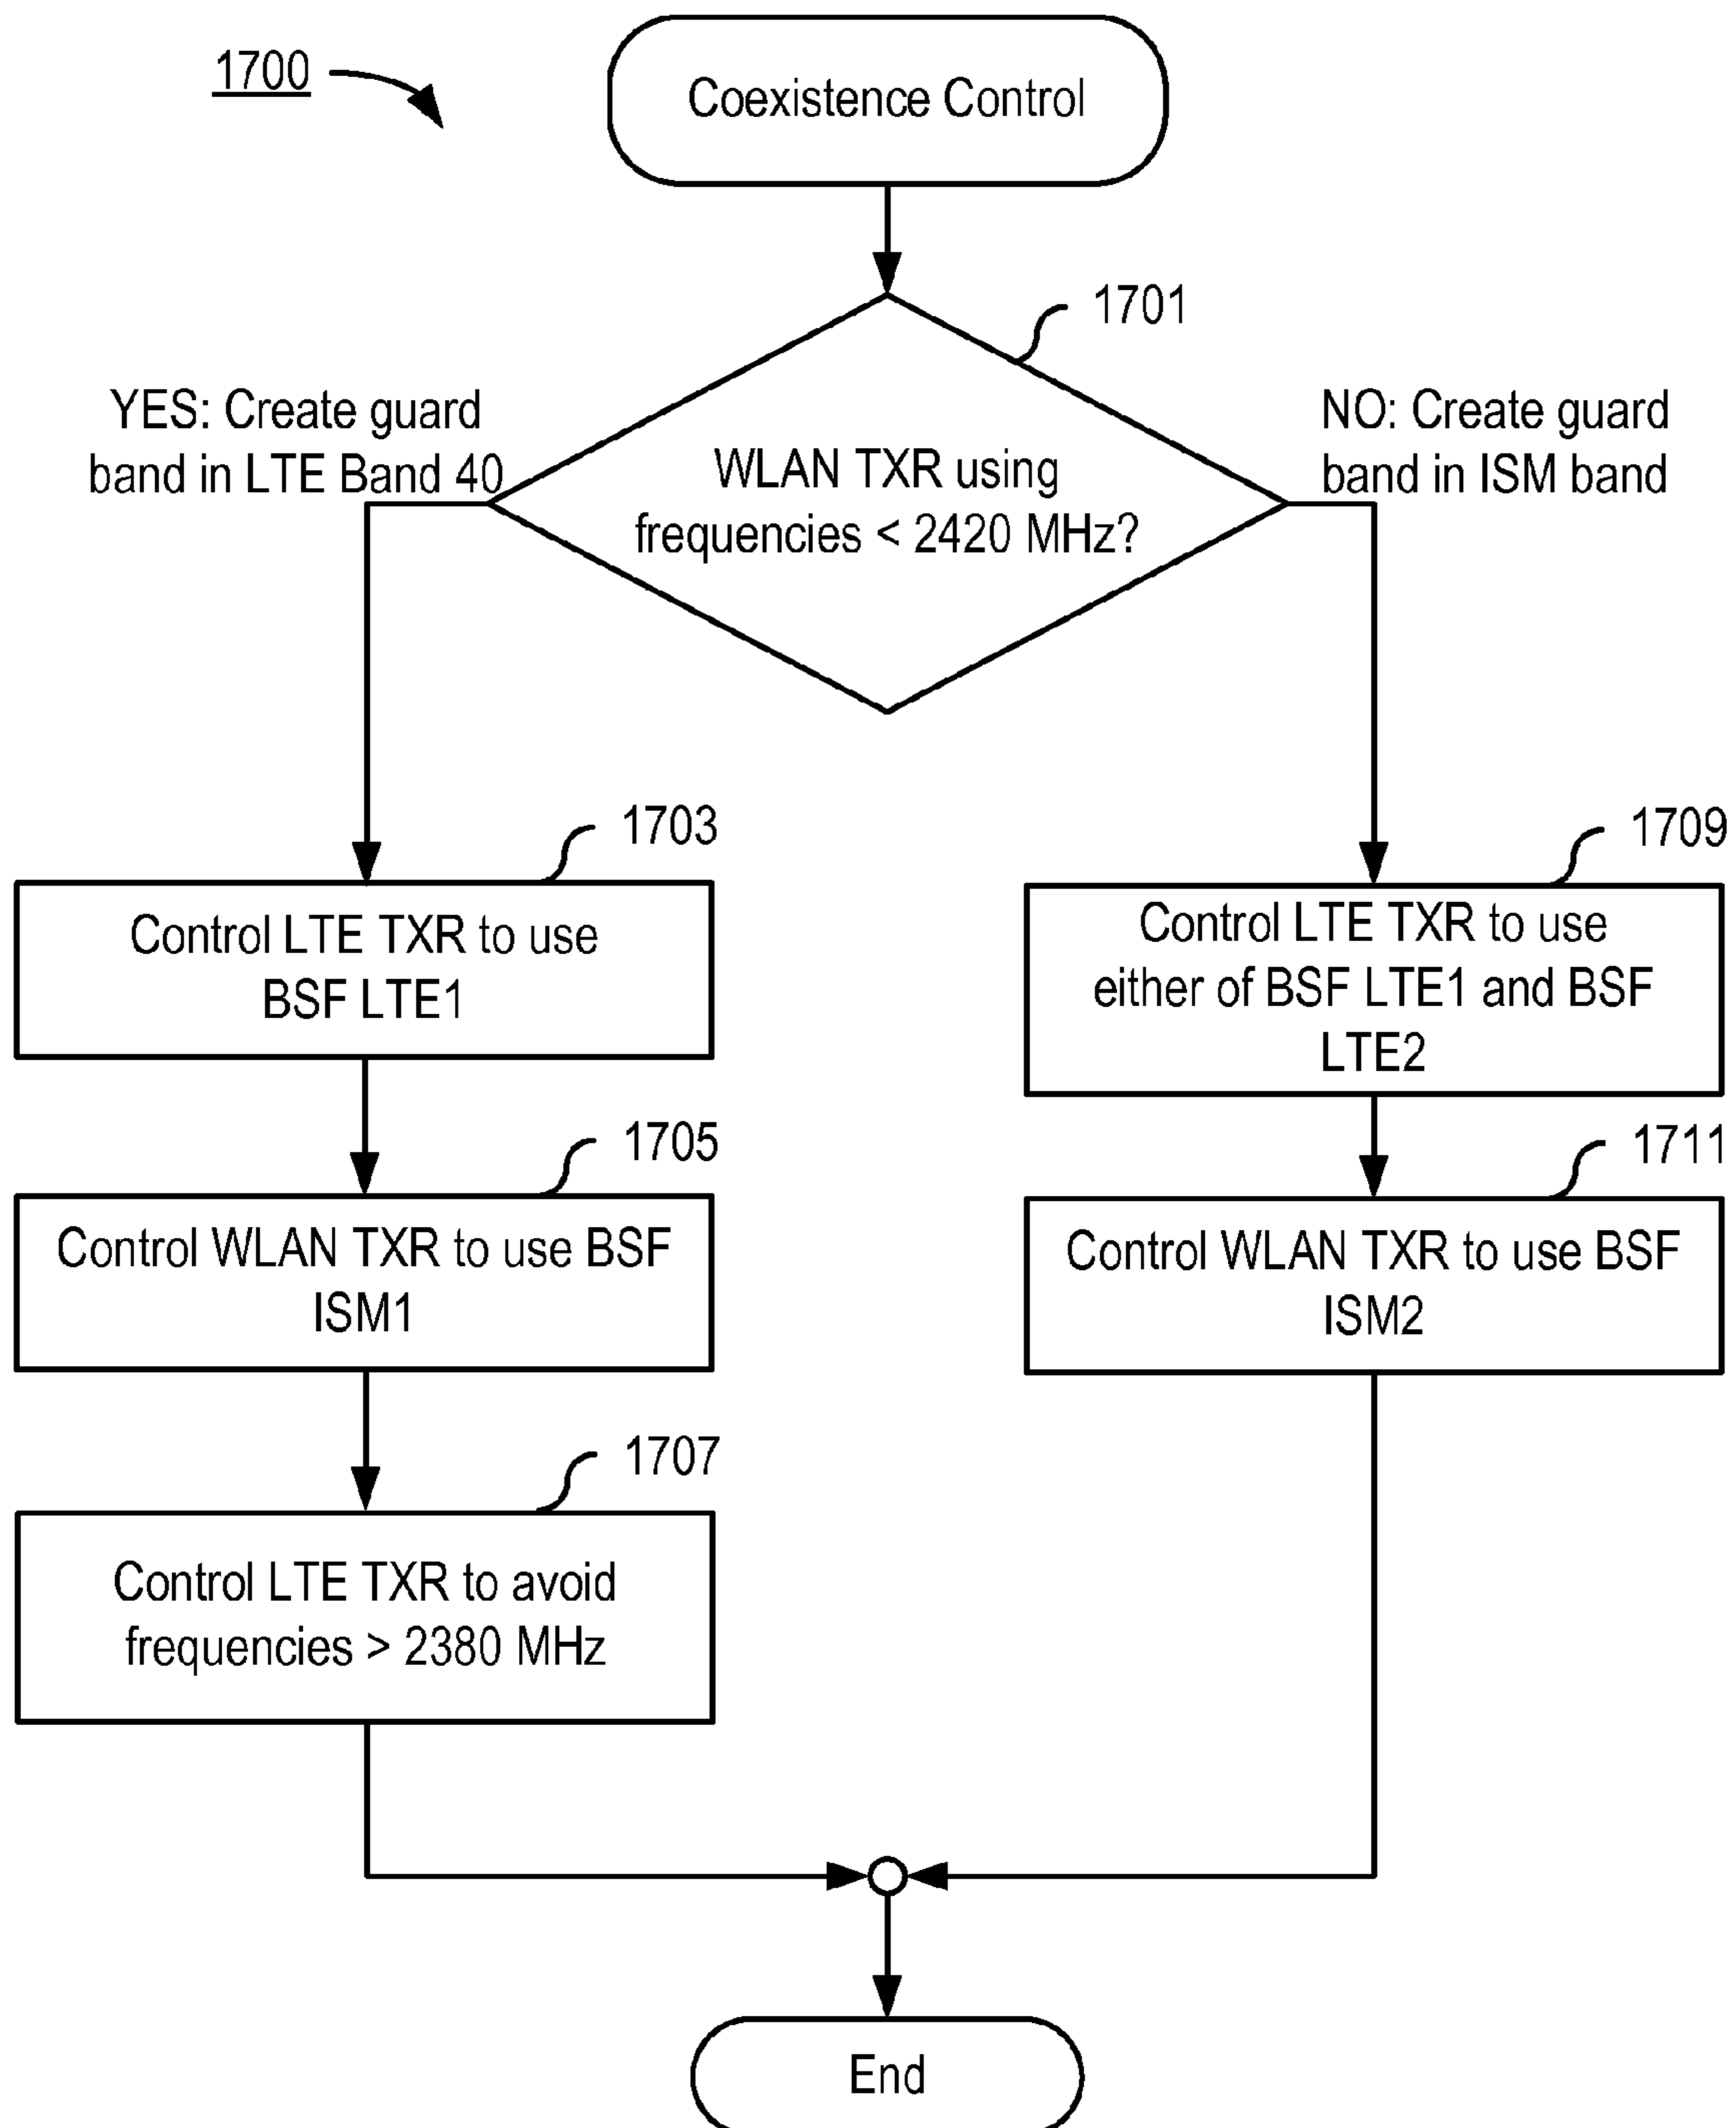 1700
Coexistence Control
1701
YES: Create guard
band in LTE Band 40
WLAN TXR using
frequencies < 2420 MHz?
NO: Create guard
band in ISM band
1703
Control LTE TXR to use
BSF LTE1
1705
Control WLAN TXR to use BSF
ISM1
1707
Control LTE TXR to avoid
frequencies > 2380 MHz
1709
Control LTE TXR to use
either of BSF LTE1 and BSF
LTE2
1711
Control WLAN TXR to use BSF
ISM2
End